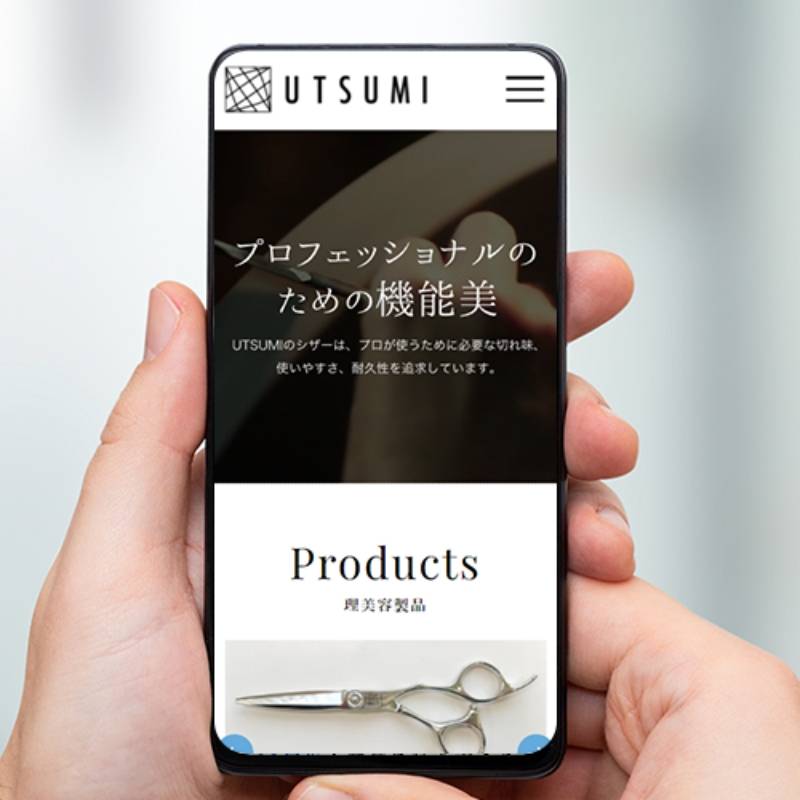 UTSUMI
プロフェッショナルの
ための機能美
UTSUMIのシザーは、プロが使うために必要な切れ味、
使いやすさ、耐久性を追求しています。
Products
理美容製品